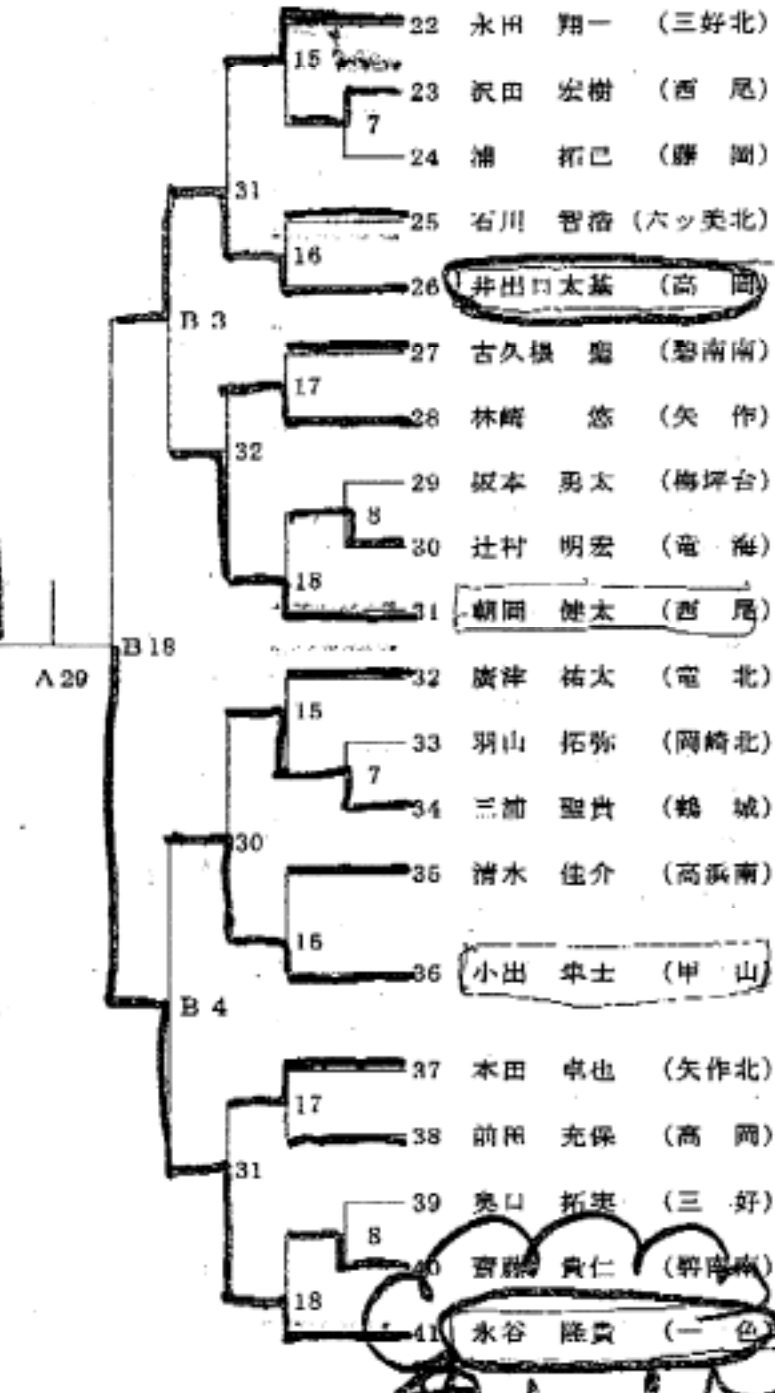 22 永田 翔一 (三好北)
15
23 沢田 宏樹 (西 尾)
7
24 浦 拓己 (藤 岡)
31
25 石川 智浩 (六ッ美北)
16
26 井出口太基 (高 岡)
B 3
27 古久根 (碧南南)
17
28 林崎 悠 (矢 作)
32
29 坂本 勇太 (梅坪台)
8
30 辻村 明宏 (竜 海)
18
31 朝岡 健太 (西 尾)
B 18
A 29
32 廣津 祐太 (竜 北)
15
33 羽山 拓弥 (岡崎北)
7
34 三浦 聖貴 (鶴 城)
30
35 清水 佳介 (高浜南)
16
36 小出 隼士 (甲 山)
B 4
37 本田 卓也 (矢作北)
17
38 前田 充保 (高 岡)
31
39 奥口 拓実 (三 好)
8
40 齋藤 貴仁 (碧南南)
18
41 永谷 隆貴 (一 色)